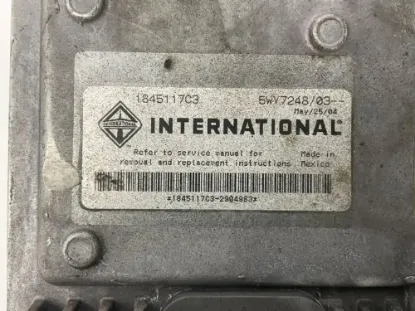 1845117C3 5WY7248/03--
May/25/04
INTERNATIONAL
Refer to service manual for Made in
removal and replacement instructions Mexico
*1845117C3-2904983*